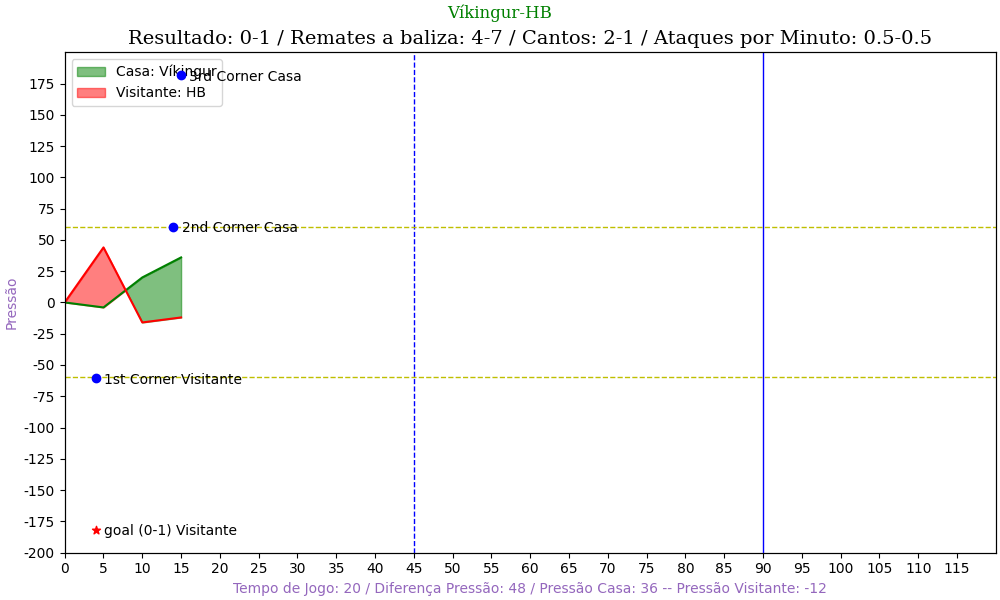 Víkingur-HB
Resultado: 0-1 / Remates a baliza: 4-7 / Cantos: 2-1 / Ataques por Minuto: 0.5-0.5
Casa: Víkingur
Visitante: HB
3rd Corner Casa
2nd Corner Casa
1st Corner Visitante
goal (0-1) Visitante
Pressão
175
150
125
100
75
50
25
0
-25
-50
-75
-100
-125
-150
-175
-200
0 5 10 15 20 25 30 35 40 45 50 55 60 65 70 75 80 85 90 95 100 105 110 115
Tempo de Jogo: 20 / Diferença Pressão: 48 / Pressão Casa: 36 -- Pressão Visitante: -12